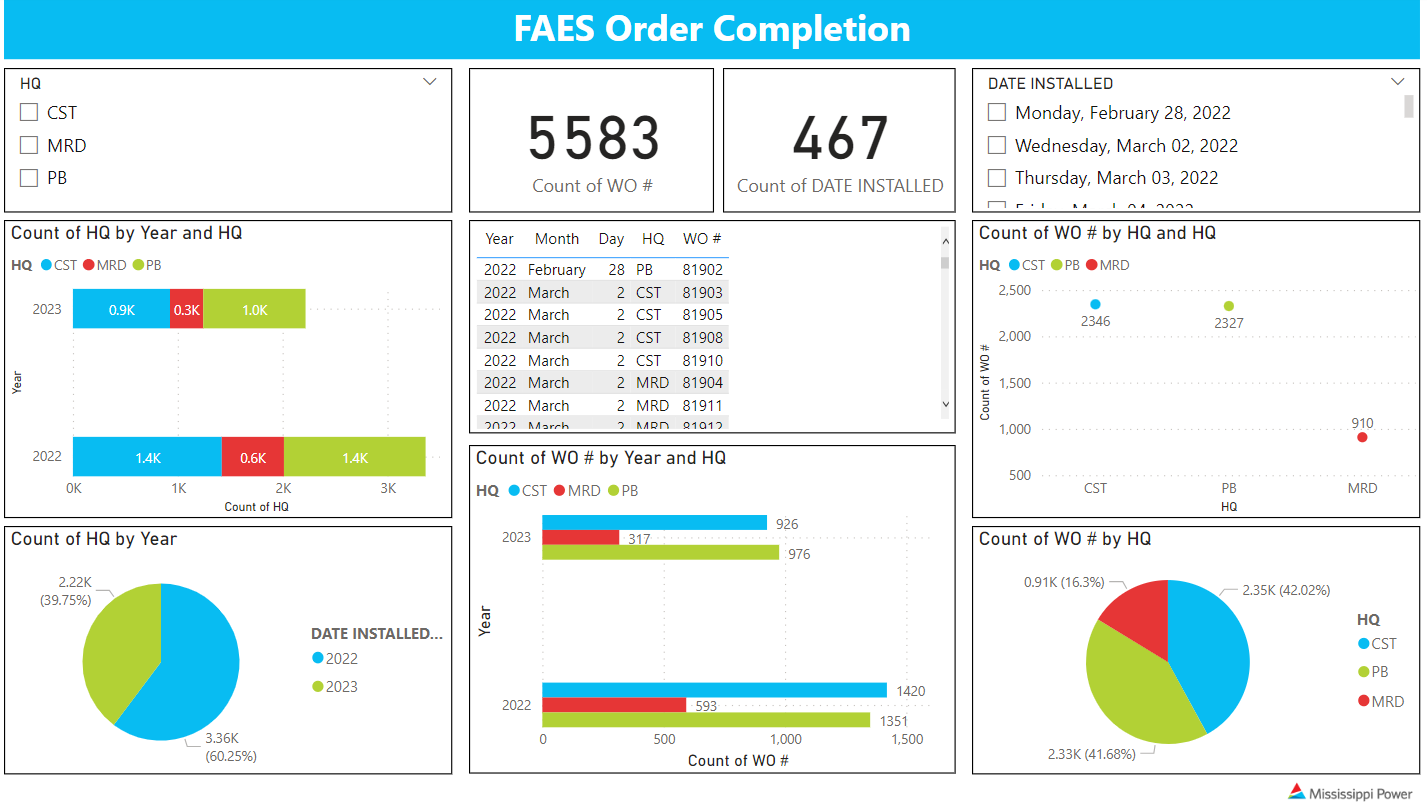 FAES Order Completion
HQ
CST
MRD
PB
5583
Count of WO #
467
Count of DATE INSTALLED
DATE INSTALLED
Monday, February 28, 2022
Wednesday, March 02, 2022
Thursday, March 03, 2022
Friday, March 04, 2022
Count of HQ by Year and HQ
HQ CST MRD PB
2023
0.9K 0.3K 1.0K
Year
2022
1.4K 0.6K 1.4K
0K 1K 2K 3K
Count of HQ
Year Month Day HQ WO #
2022 February 28 PB 81902
2022 March 2 CST 81903
2022 March 2 CST 81905
2022 March 2 CST 81908
2022 March 2 CST 81910
2022 March 2 MRD 81904
2022 March 2 MRD 81911
2022 March 2 MRD 81912
Count of WO # by HQ and HQ
HQ CST PB MRD
2,500
2,000
1,500
1,000
500
Count of WO #
2346
2327
910
CST PB MRD
HQ
Count of HQ by Year
2.22K
(39.75%)
3.36K
(60.25%)
DATE INSTALLED...
2022
2023
Count of WO # by Year and HQ
HQ CST MRD PB
2023
926
317
976
Year
2022
1420
593
1351
0 500 1,000 1,500
Count of WO #
Count of WO # by HQ
0.91K (16.3%)
2.35K (42.02%)
2.33K (41.68%)
HQ
CST
PB
MRD
Mississippi Power